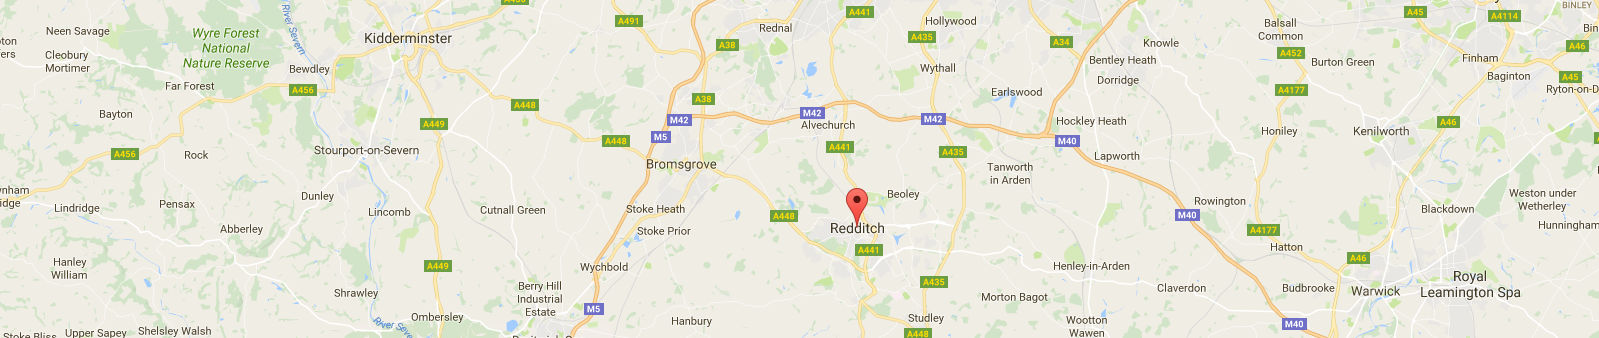 A456
A441
A45
A4114
BINLEY
A491
Hollywood
Balsall
Common
Neen Savage
Wyre Forest
National
Nature Reserve
River Severn
Kidderminster
Rednal
A38
A435
A34
Knowle
A452
A46
Finham
Cleobury
Mortimer
Bewdley
Wythall
Bentley Heath
Dorridge
Burton Green
Baginton
A45
Ryton-on-D
Far Forest
A456
A448
A38
Earlswood
A4177
Bayton
A449
M42
M42
M42
Alvechurch
Hockley Heath
Honiley
Kenilworth
A46
M5
A448
M40
A456
Rock
Stourport-on-Severn
Bromsgrove
A441
A435
Lapworth
Tanworth
in Arden
Dunley
Beoley
Rowington
Weston under
Wetherley
Lindridge
Pensax
Lincomb
Cutnall Green
Stoke Heath
A448
M40
Blackdown
Abberley
Stoke Prior
Redditch
A4177
Hunningham
A441
Hatton
A46
Hanley
William
A449
Wychbold
Henley-in-Arden
Royal
Leamington Spa
Shrawley
Berry Hill
Industrial
Estate
A435
Morton Bagot
Claverdon
Budbrooke
Warwick
M5
Ombersley
Hanbury
Studley
Wootton
Wawen
M40
Stoke Bliss
Upper Sapey
Shelsley Walsh
River Seve
A448